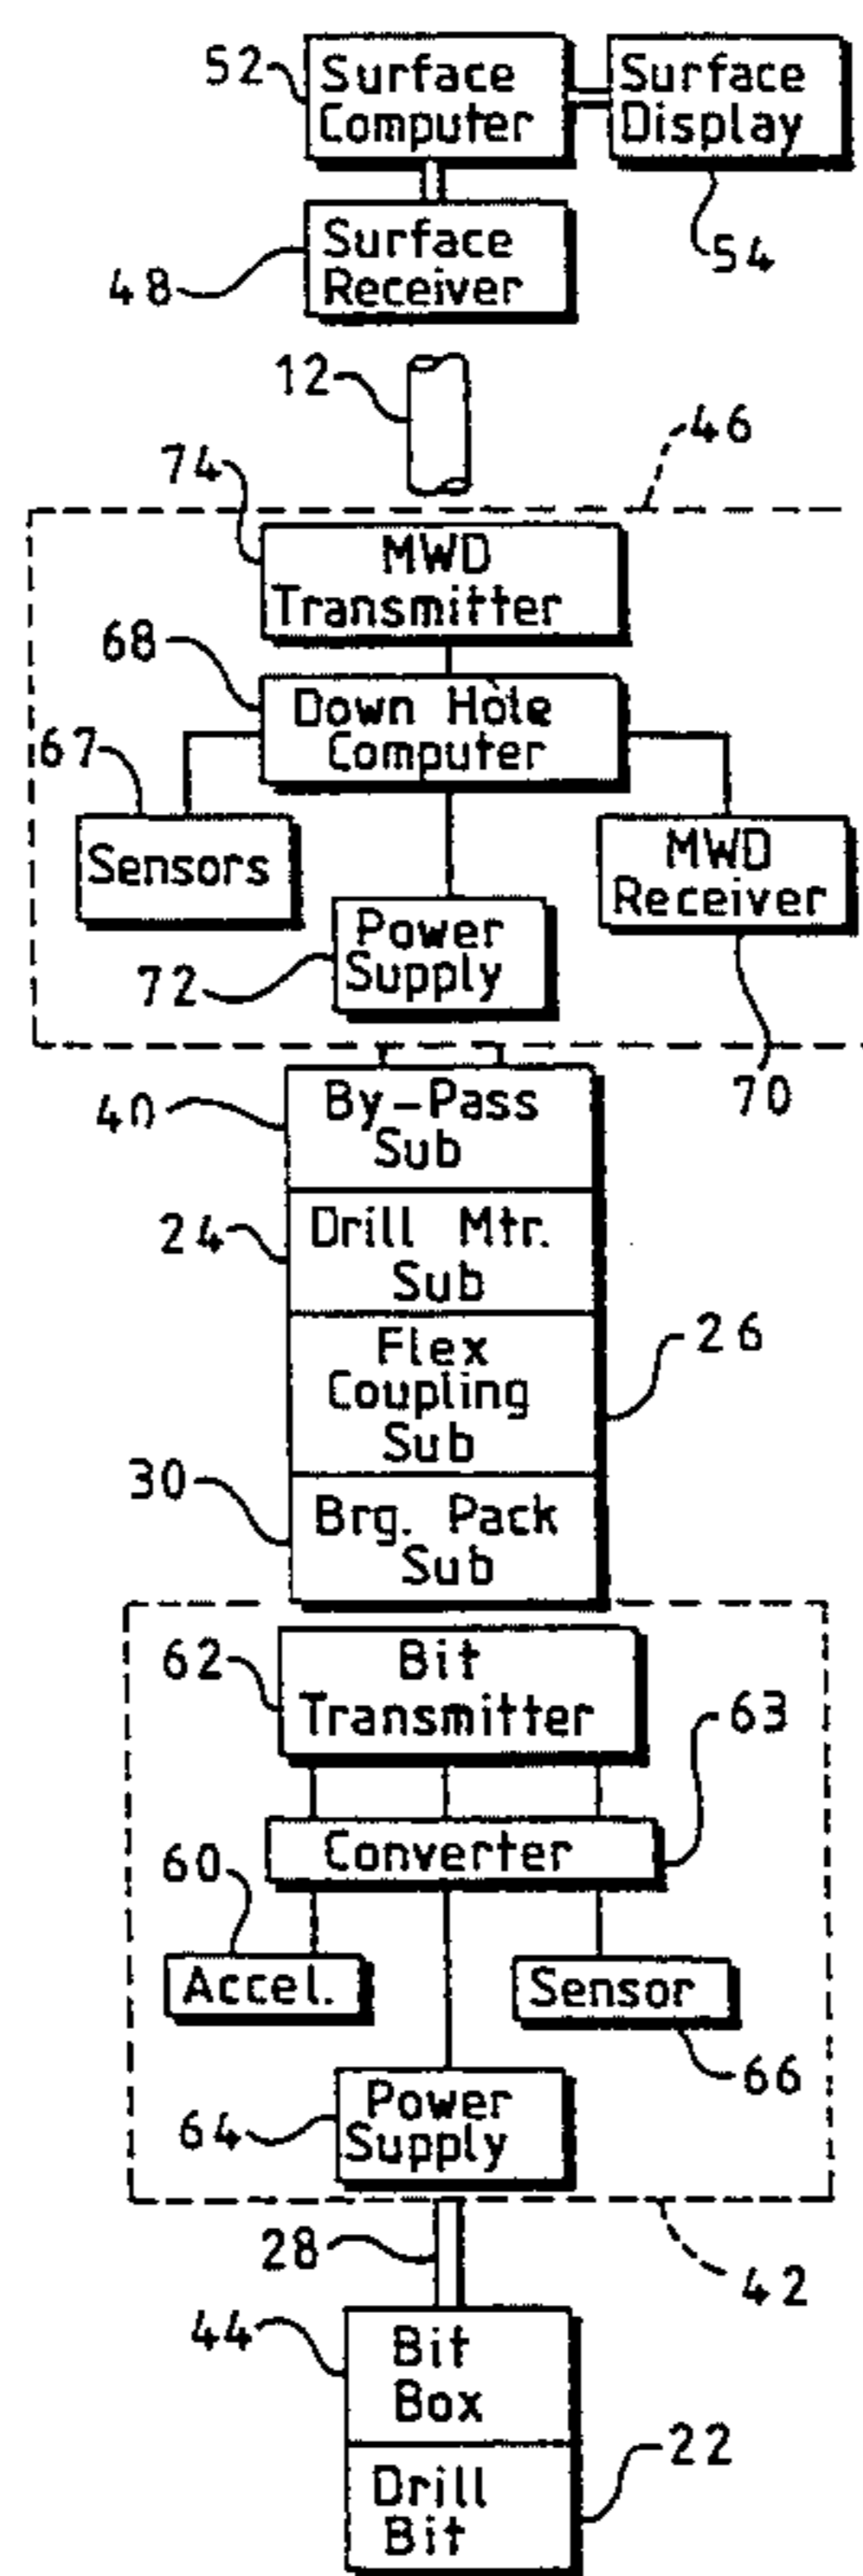 52
Surface
Computer
Surface
Display
54
48
Surface
Receiver
12
46
74
MWD
Transmitter
68
Down Hole
Computer
67
Sensors
MWD
Receiver
72
Power
Supply
70
40
By-Pass
Sub
24
Drill Mtr.
Sub
26
Flex
Coupling
Sub
30
Brg. Pack
Sub
62
Bit
Transmitter
63
Converter
60
Accel.
Sensor
66
64
Power
Supply
28
42
44
Bit
Box
22
Drill
Bit